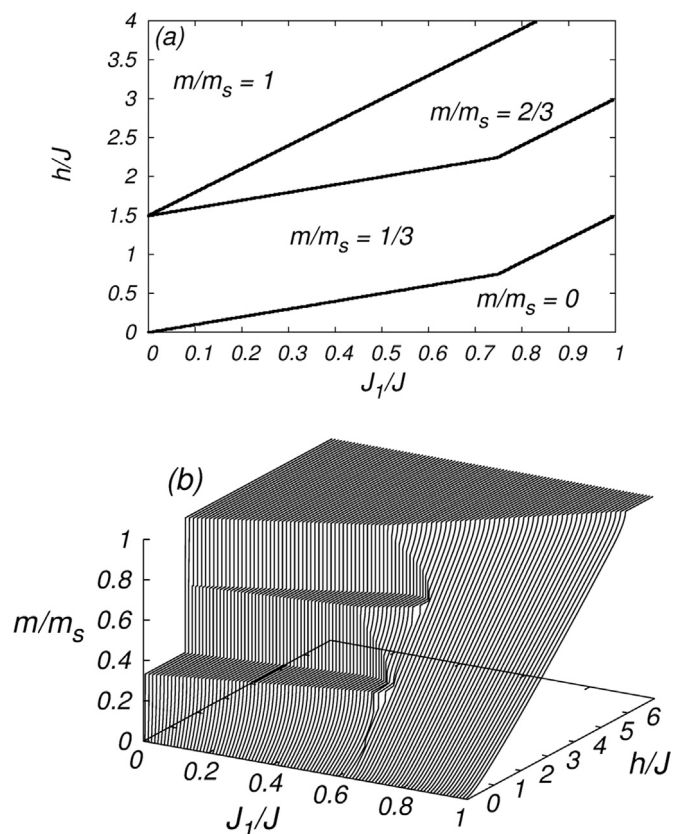 (a)
4
3.5
3
2.5
2
1.5
1
0.5
0
h/J
m/m_s = 1
m/m_s = 2/3
m/m_s = 1/3
m/m_s = 0
0 0.1 0.2 0.3 0.4 0.5 0.6 0.7 0.8 0.9 1
J_1/J
(b)
1
0.8
0.6
0.4
0.2
0
m/m_s
0 0.2 0.4 0.6 0.8 1
J_1/J
0 1 2 3 4 5 6
h/J